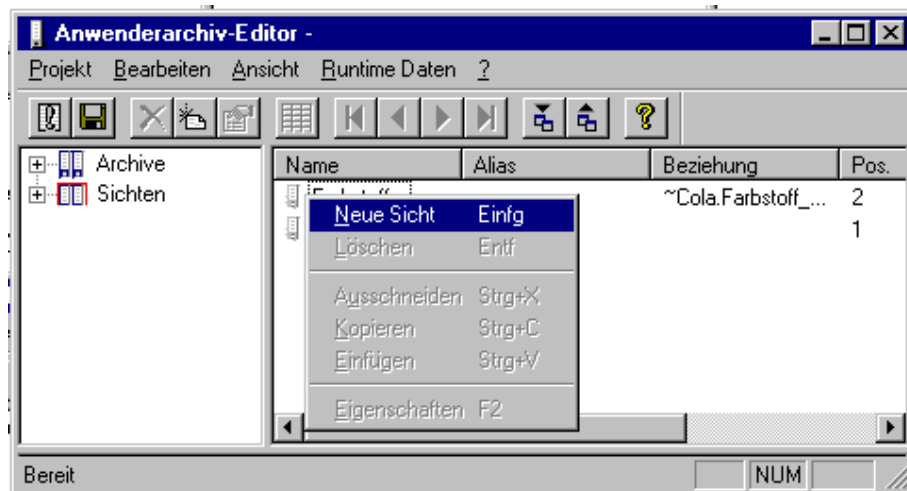 Anwenderarchiv-Editor -
Projekt Bearbeiten Ansicht Runtime Daten ?
Archive
Sichten
Name Alias Beziehung Pos.
~Cola.Farbstoff_... 2
1
Neue Sicht Einfg
Löschen Entf
Ausschneiden Strg+X
Kopieren Strg+C
Einfügen Strg+V
Eigenschaften F2
Bereit NUM